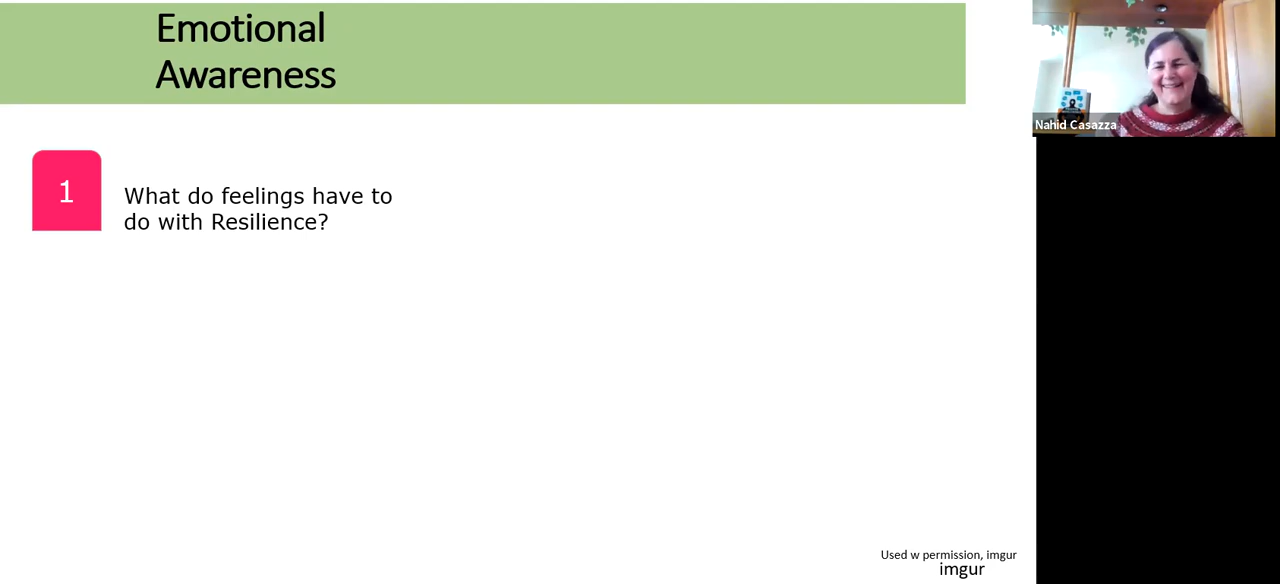 Emotional
Awareness
Nahid Casazza
1
What do feelings have to
do with Resilience?
Used w permission, imgur
imgur